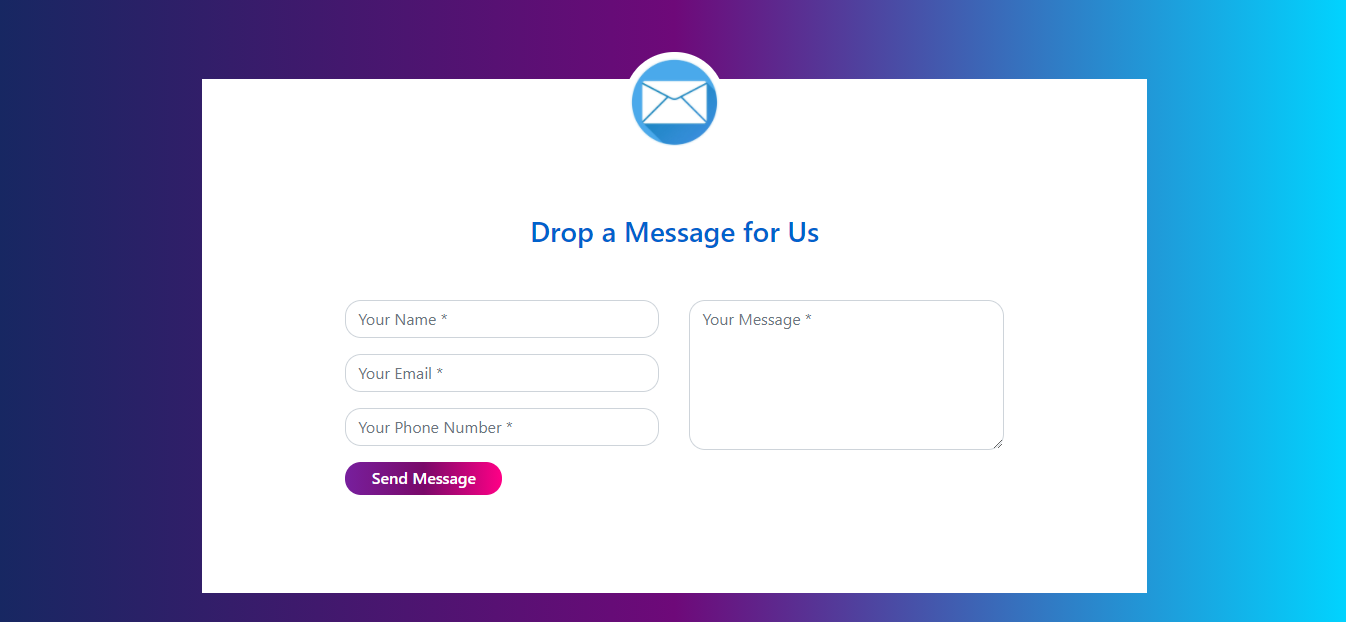 Drop a Message for Us
Your Name *
Your Email *
Your Phone Number *
Send Message
Your Message *